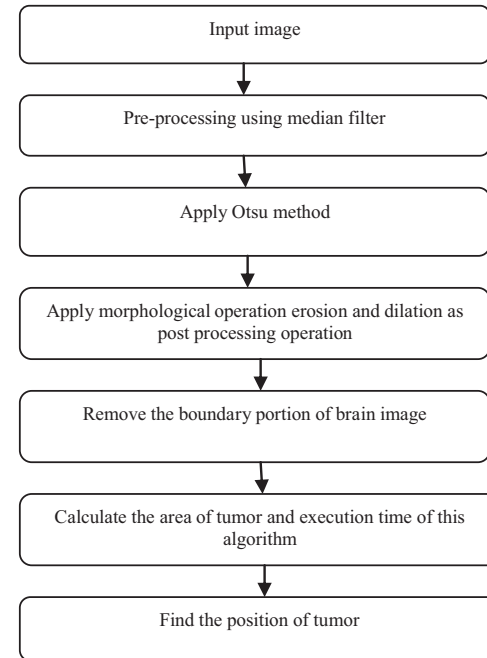 Input image
Pre-processing using median filter
Apply Otsu method
Apply morphological operation erosion and dilation as
post processing operation
Remove the boundary portion of brain image
Calculate the area of tumor and execution time of this
algorithm
Find the position of tumor